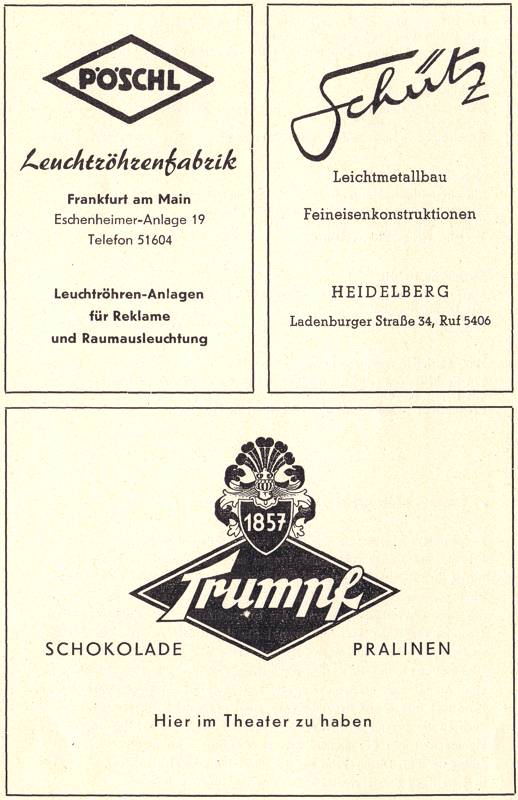 PÖSCHL
Leuchtröhrenfabrik
Frankfurt am Main
Eschenheimer-Anlage 19
Telefon 51604
Leuchtröhren-Anlagen
für Reklame
und Raumausleuchtung
Schütz
Leichtmetallbau
Feineisenkonstruktionen
HEIDELBERG
Ladenburger Straße 34, Ruf 5406
1857
Trumpf
SCHOKOLADE PRALINEN
Hier im Theater zu haben